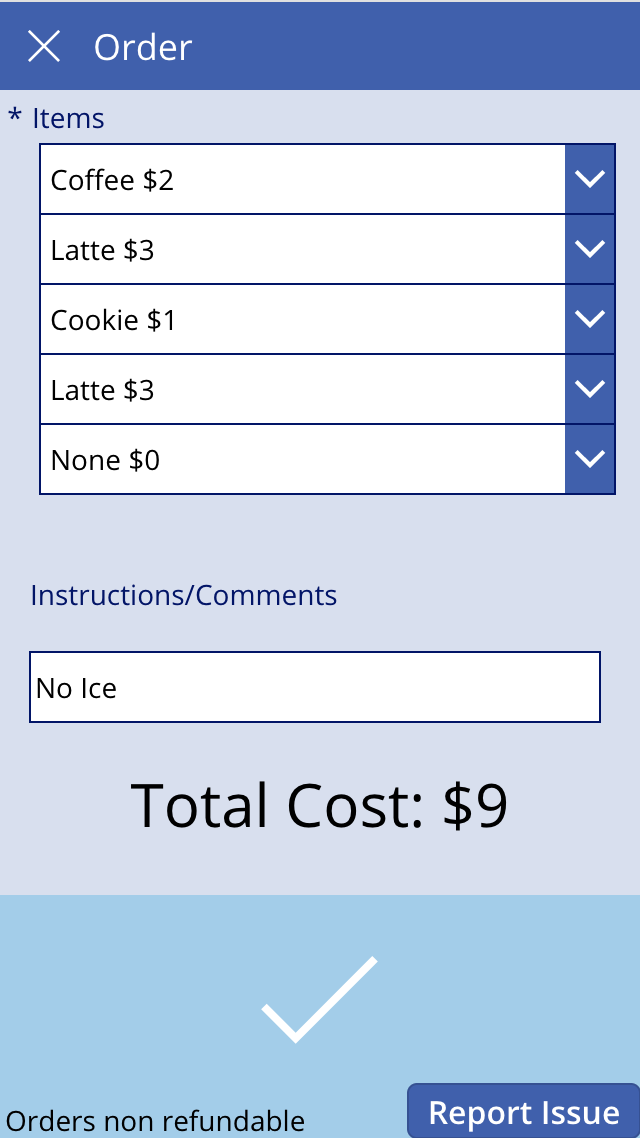 Order
* Items
Coffee $2
Latte $3
Cookie $1
Latte $3
None $0
Instructions/Comments
No Ice
Total Cost: $9
Orders non refundable
Report Issue